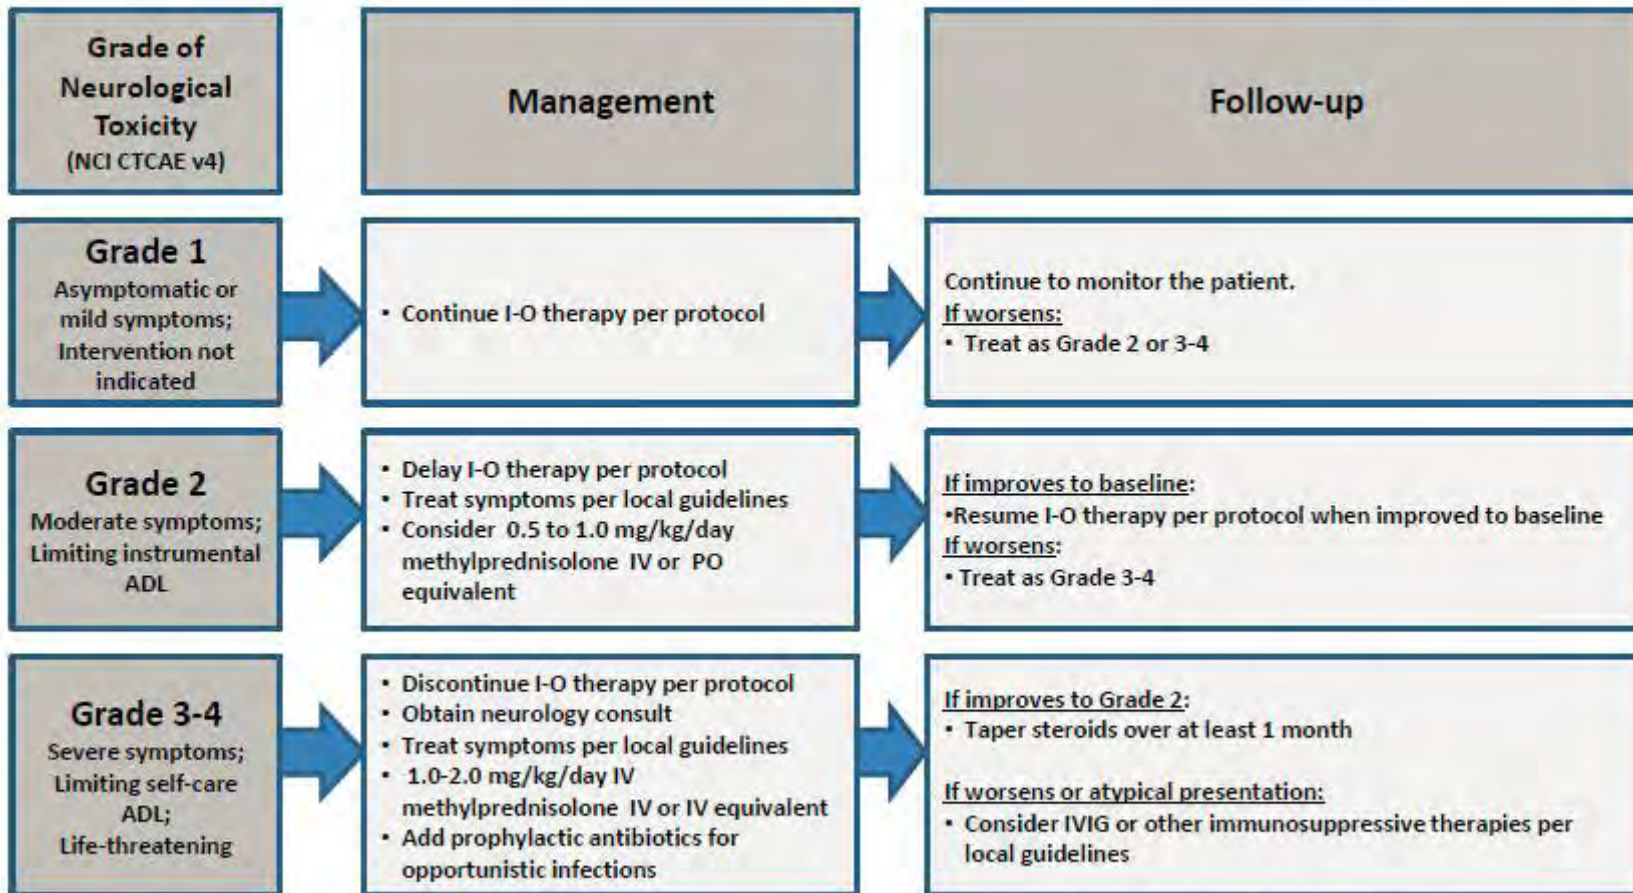 Grade of
Neurological
Toxicity
(NCI CTCAE v4)
Management
Follow-up
Grade 1
Asymptomatic or
mild symptoms;
Intervention not
indicated
• Continue I-O therapy per protocol
Continue to monitor the patient.
If worsens:
• Treat as Grade 2 or 3-4
Grade 2
Moderate symptoms;
Limiting instrumental
ADL
• Delay I-O therapy per protocol
• Treat symptoms per local guidelines
• Consider 0.5 to 1.0 mg/kg/day
methylprednisolone IV or PO
equivalent
If improves to baseline:
•Resume I-O therapy per protocol when improved to baseline
If worsens:
• Treat as Grade 3-4
Grade 3-4
Severe symptoms;
Limiting self-care
ADL;
Life-threatening
• Discontinue I-O therapy per protocol
• Obtain neurology consult
• Treat symptoms per local guidelines
• 1.0-2.0 mg/kg/day IV
methylprednisolone IV or IV equivalent
• Add prophylactic antibiotics for
opportunistic infections
If improves to Grade 2:
• Taper steroids over at least 1 month
If worsens or atypical presentation:
• Consider IVIG or other immunosuppressive therapies per
local guidelines